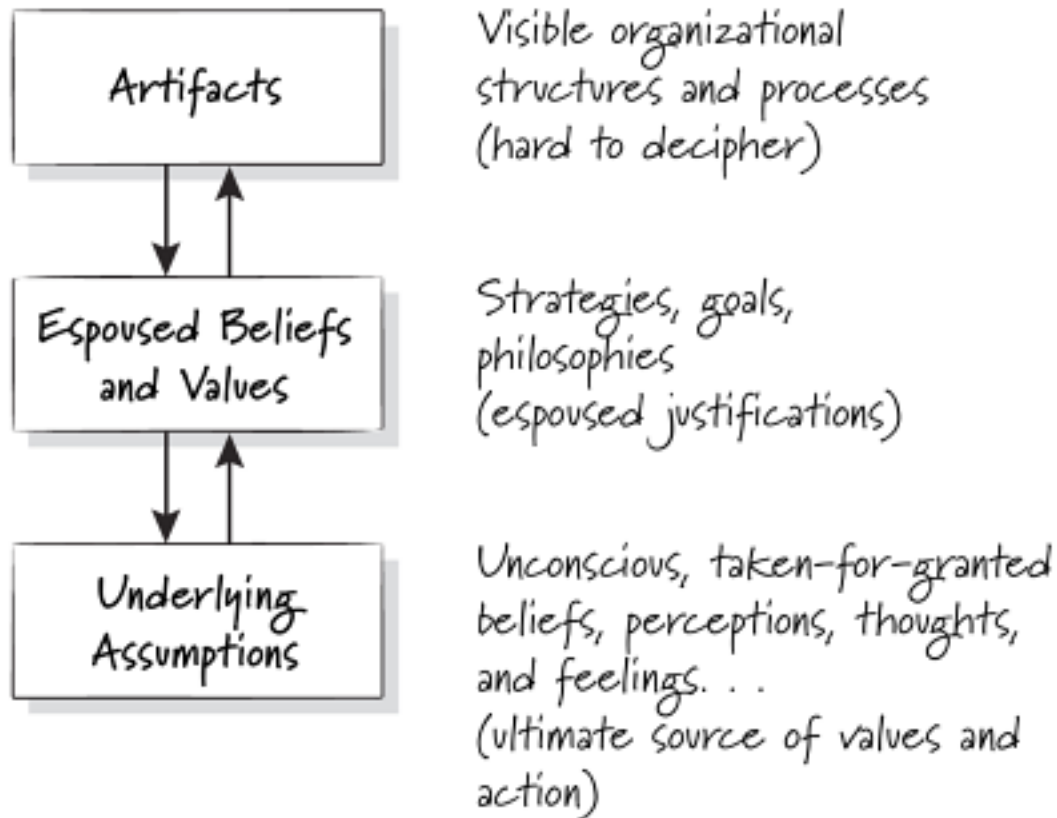 Artifacts
Visible organizational
structures and processes
(hard to decipher)
Espoused Beliefs
and Values
Strategies, goals,
philosophies
(espoused justifications)
Underlying
Assumptions
Unconscious, taken-for-granted
beliefs, perceptions, thoughts,
and feelings. . .
(ultimate source of values and
action)